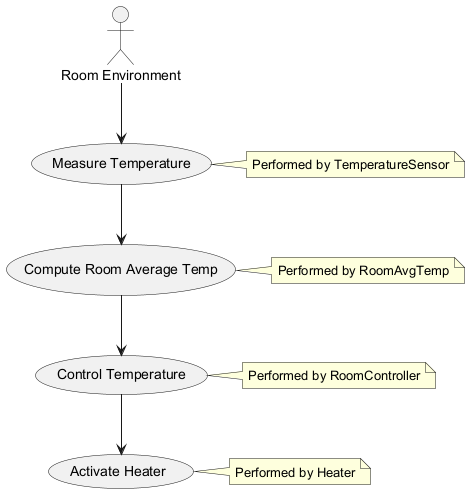 Room Environment
Measure Temperature
Performed by TemperatureSensor
Compute Room Average Temp
Performed by RoomAvgTemp
Control Temperature
Performed by RoomController
Activate Heater
Performed by Heater